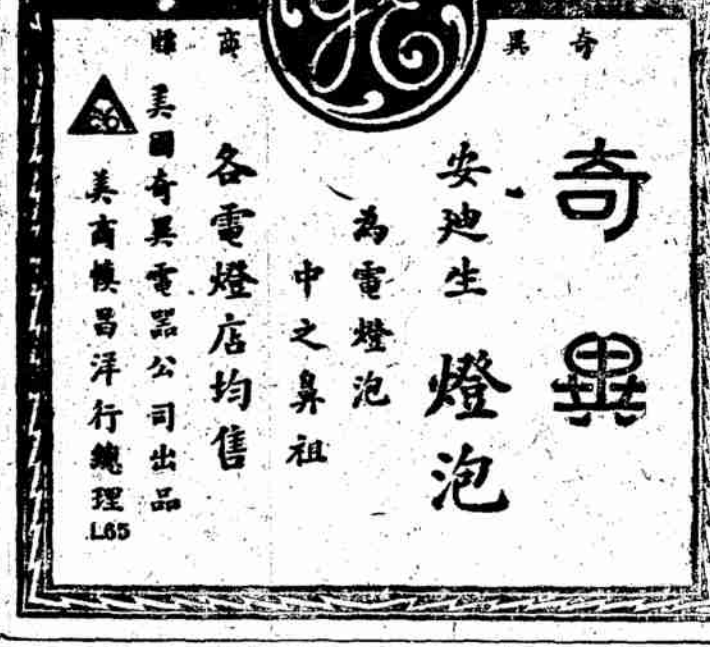 奇異
商標
GE
奇異
安迪生燈泡
為電燈泡
中之鼻祖
各電燈店均售
美國奇異電器公司出品
美商慎昌洋行總理
L65